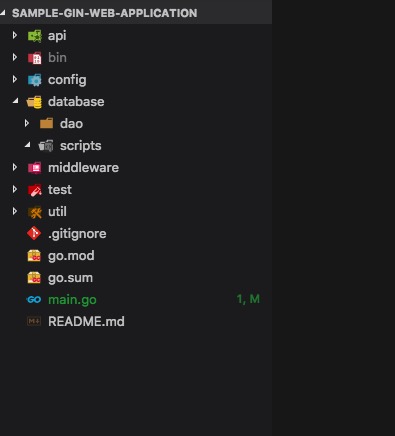 SAMPLE-GIN-WEB-APPLICATION
api
bin
config
database
dao
scripts
middleware
test
util
.gitignore
go.mod
go.sum
GO main.go 1, M
README.md